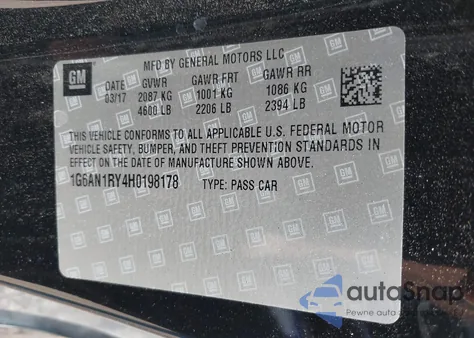 GM
MFD BY GENERAL MOTORS LLC
DATE GVWR GAWR FRT GAWR RR
03/17 2087 KG 1001 KG 1086 KG
4600 LB 2206 LB 2394 LB
THIS VEHICLE CONFORMS TO ALL APPLICABLE U.S. FEDERAL MOTOR
VEHICLE SAFETY, BUMPER, AND THEFT PREVENTION STANDARDS IN
EFFECT ON THE DATE OF MANUFACTURE SHOWN ABOVE.
1G6AN1RY4H0198178 TYPE: PASS CAR
autoSnap
Pewne auto z